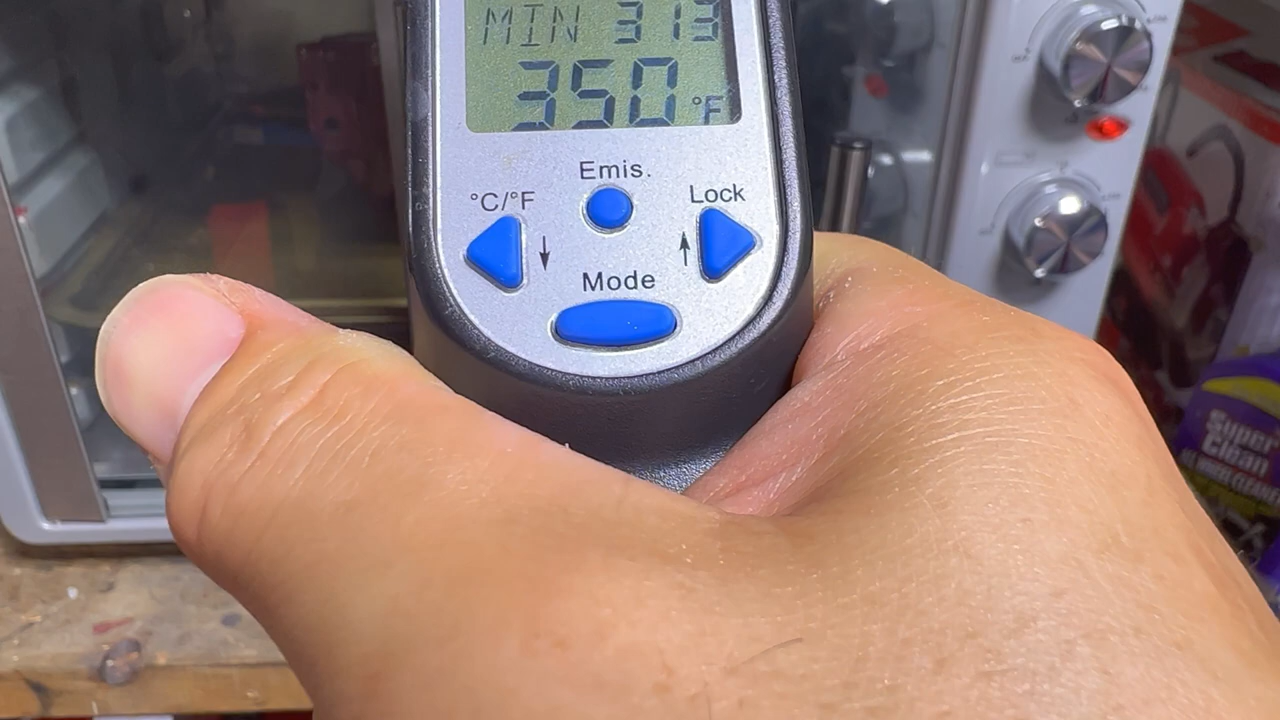 MIN 313
350 °F
Emis.
°C/°F
Lock
Mode
Super
Clean